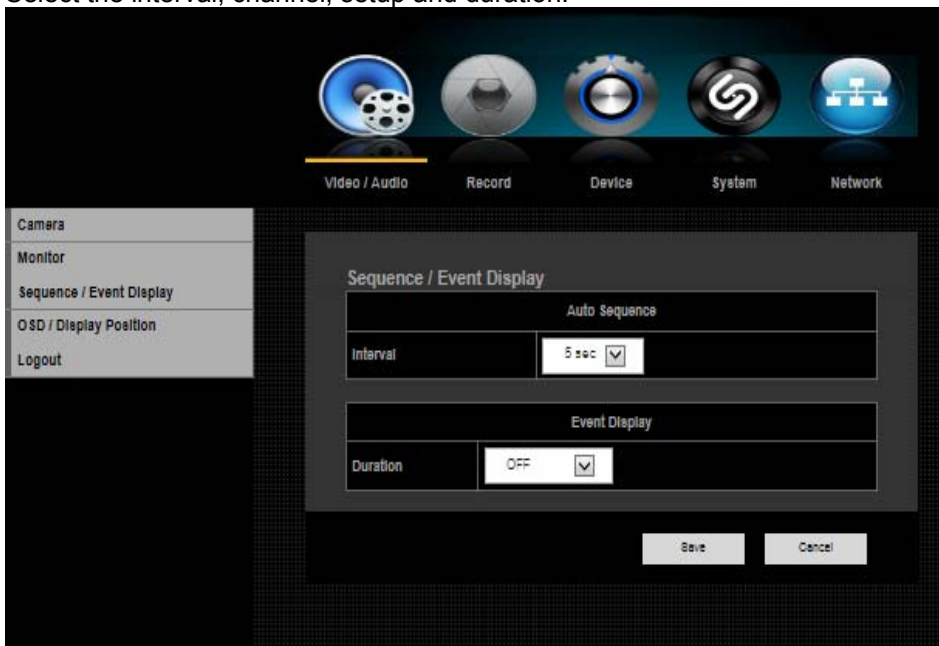 Select the interval, channel, setup and duration.
Video / Audio Record Device System Network
Camera
Monitor
Sequence / Event Display
OSD / Display Position
Logout
Sequence / Event Display
Auto Sequence
Interval 5 sec
Event Display
Duration OFF
Save Cancel